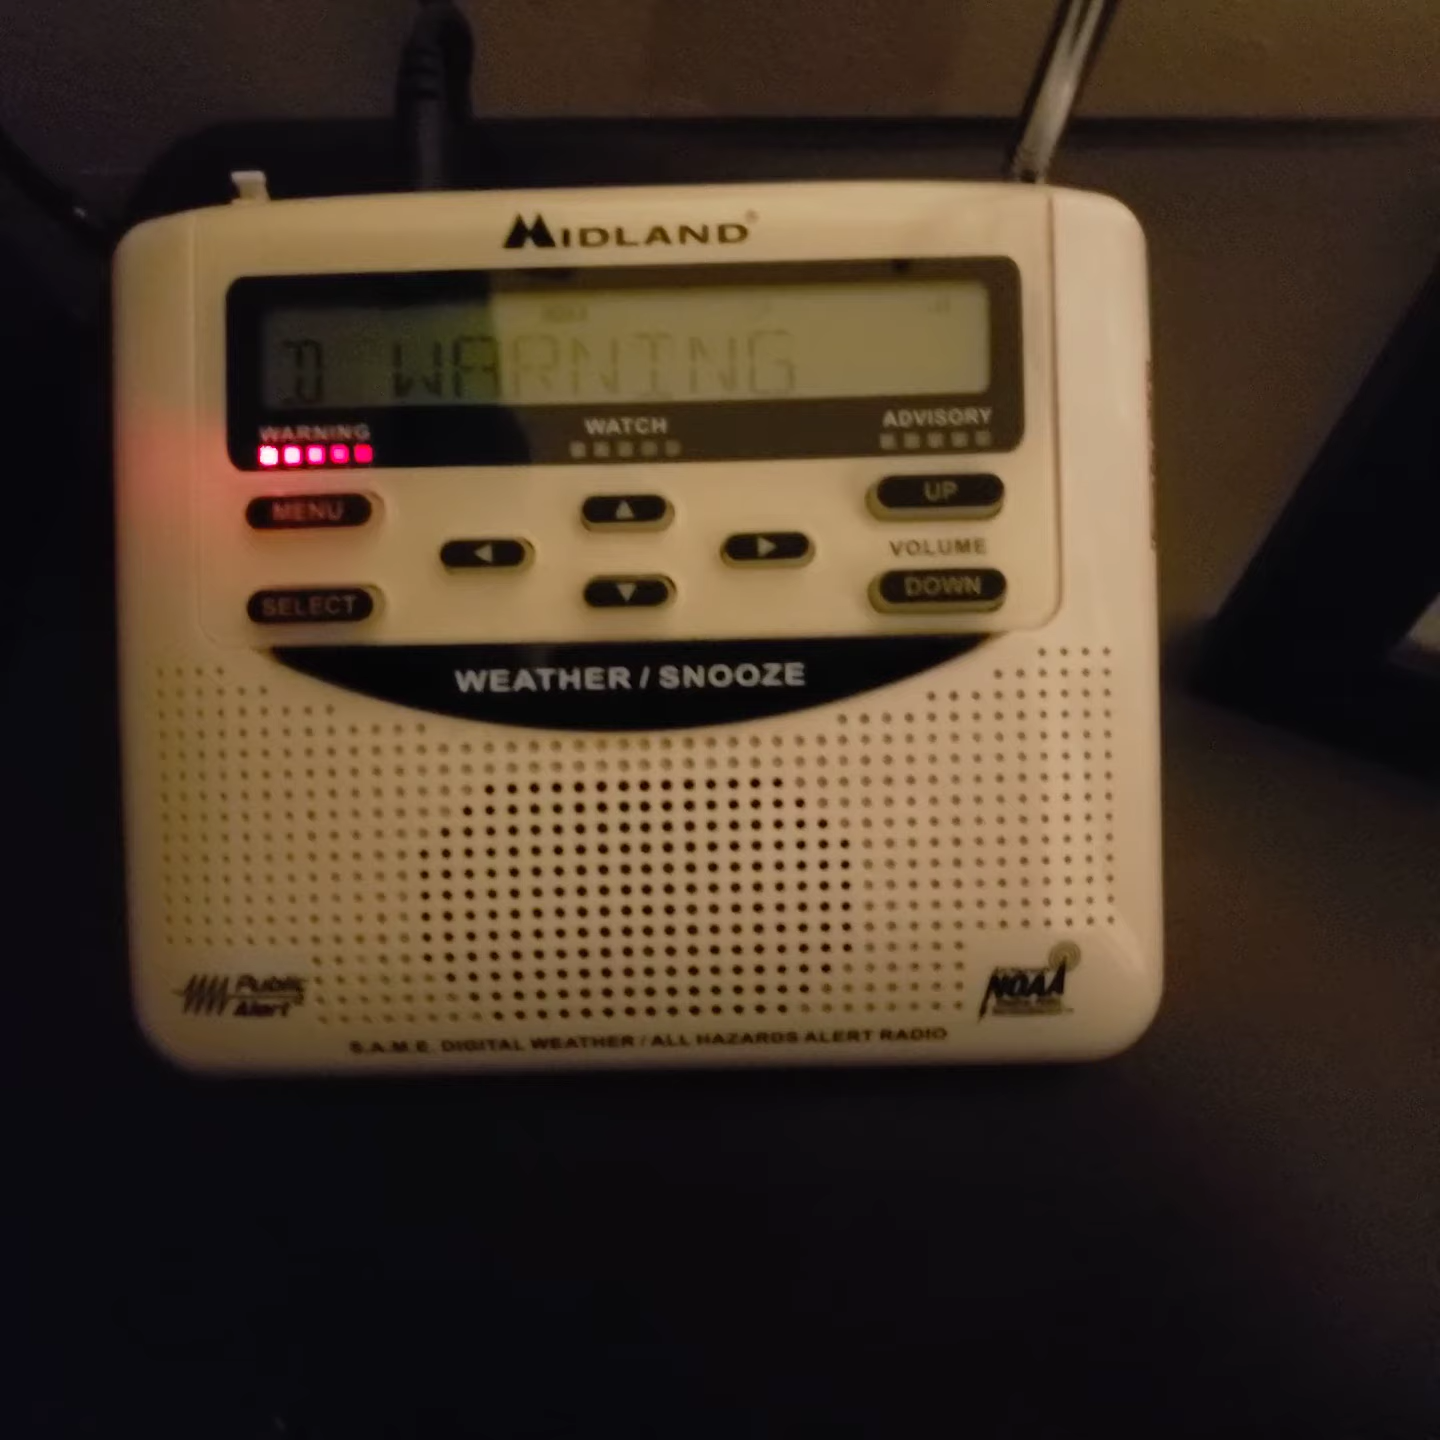 MIDLAND®
WARNING
WARNING
WATCH
ADVISORY
MENU
UP
VOLUME
SELECT
DOWN
WEATHER / SNOOZE
Public
Alert
NOAA
S.A.M.E. DIGITAL WEATHER / ALL HAZARDS ALERT RADIO